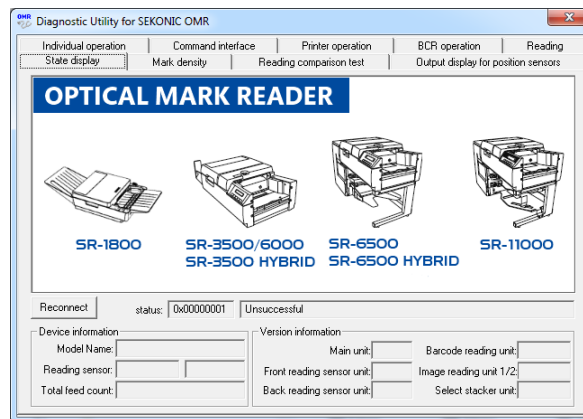 OMR Diagnostic Utility for SEKONIC OMR
Individual operation Command interface Printer operation BCR operation Reading
State display Mark density Reading comparison test Output display for position sensors
OPTICAL MARK READER
SR-1800 SR-3500/6000 SR-6500 SR-11000
SR-3500 HYBRID SR-6500 HYBRID
Reconnect status: 0x00000001 Unsuccessful
Device information Version information
Model Name: Main unit: Barcode reading unit:
Reading sensor: Front reading sensor unit: Image reading unit 1/2:
Total feed count: Back reading sensor unit: Select stacker unit: